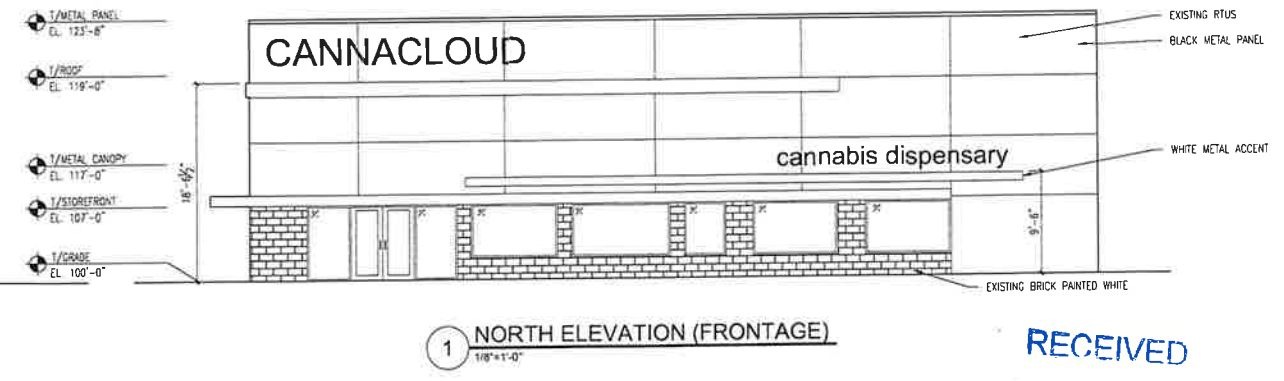 T/METAL PANEL
EL. 123'-8"
T/ROOF
EL. 119'-0"
T/METAL CANOPY
EL. 117'-0"
T/STOREFRONT
EL. 107'-0"
T/GRADE
EL. 100'-0"
18'-6½"
CANNACLOUD
cannabis dispensary
9'-6"
EXISTING RTUS
BLACK METAL PANEL
WHITE METAL ACCENT
EXISTING BRICK PAINTED WHITE
1
NORTH ELEVATION (FRONTAGE)
1/8"=1'-0"
RECEIVED